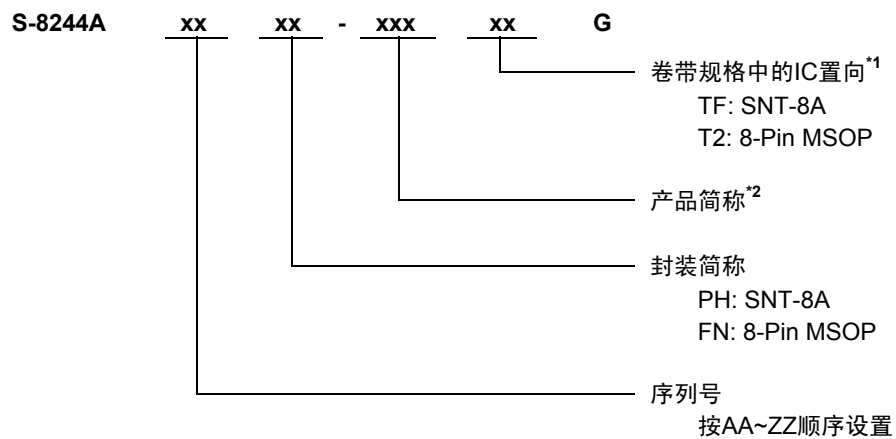 S-8244A xx xx - xxx xx G
卷带规格中的IC置向*1
TF: SNT-8A
T2: 8-Pin MSOP
产品简称*2
封装简称
PH: SNT-8A
FN: 8-Pin MSOP
序列号
按AA~ZZ顺序设置